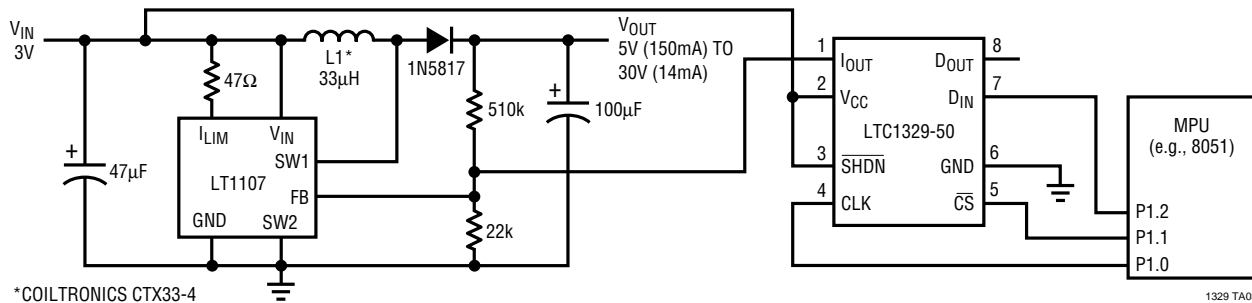 VIN
3V
L1*
33μH
1N5817
VOUT
5V (150mA) TO
30V (14mA)
47Ω
510k
+
100μF
ILIM
VIN
SW1
LT1107
FB
GND
SW2
+
47μF
22k
1
IOUT
DOUT
8
2
VCC
DIN
7
LTC1329-50
3
SHDN
GND
6
4
CLK
CS
5
MPU
(e.g., 8051)
P1.2
P1.1
P1.0
*COILTRONICS CTX33-4